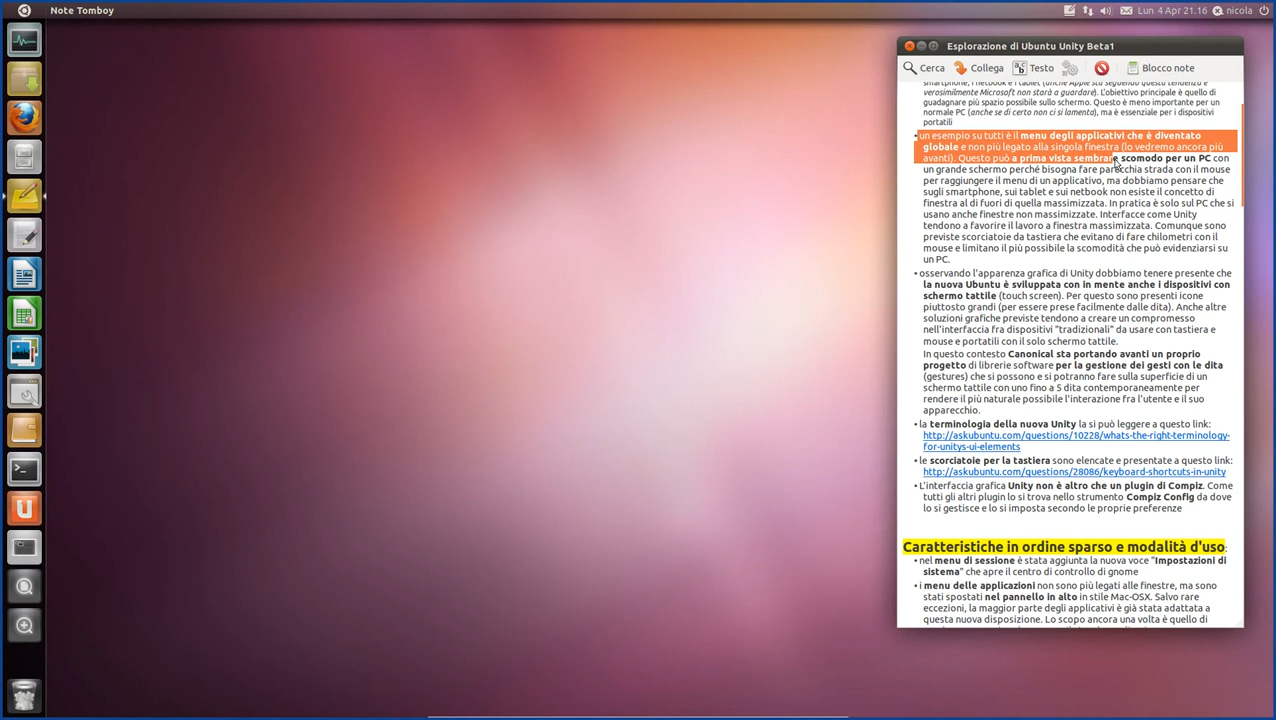 Note Tomboy
Lun 4 Apr 21.16
nicola
Esplorazione di Ubuntu Unity Beta1
Cerca
Collega
Testo
Blocco note
smartphone, i netbook e i tablet (anche Apple sta seguendo questa tendenza e
verosimilmente Microsoft non starà a guardare). L'obiettivo principale è quello di
guadagnare più spazio possibile sullo schermo. Questo è meno importante per un
normale PC (anche se di certo non ci si lamenta), ma è essenziale per i dispositivi
portatili
• un esempio su tutti è il menu degli applicativi che è diventato
globale e non più legato alla singola finestra (lo vedremo ancora più
avanti). Questo può a prima vista sembrare scomodo per un PC con
un grande schermo perché bisogna fare parecchia strada con il mouse
per raggiungere il menu di un applicativo, ma dobbiamo pensare che
sugli smartphone, sui tablet e sui netbook non esiste il concetto di
finestra al di fuori di quella massimizzata. In pratica è solo sul PC che si
usano anche finestre non massimizzate. Interfacce come Unity
tendono a favorire il lavoro a finestra massimizzata. Comunque sono
previste scorciatoie da tastiera che evitano di fare chilometri con il
mouse e limitano il più possibile la scomodità che può evidenziarsi su
un PC.
• osservando l'apparenza grafica di Unity dobbiamo tenere presente che
la nuova Ubuntu è sviluppata con in mente anche i dispositivi con
schermo tattile (touch screen). Per questo sono presenti icone
piuttosto grandi (per essere prese facilmente dalle dita). Anche altre
soluzioni grafiche previste tendono a creare un compromesso
nell'interfaccia fra dispositivi "tradizionali" da usare con tastiera e
mouse e portatili con il solo schermo tattile.
In questo contesto Canonical sta portando avanti un proprio
progetto di librerie software per la gestione dei gesti con le dita
(gestures) che si possono e si potranno fare sulla superficie di un
schermo tattile con uno fino a 5 dita contemporaneamente per
rendere il più naturale possibile l'interazione fra l'utente e il suo
apparecchio.
• la terminologia della nuova Unity la si può leggere a questo link:
http://askubuntu.com/questions/10228/whats-the-right-terminology-
for-unitys-ui-elements
• le scorciatoie per la tastiera sono elencate e presentate a questo link:
http://askubuntu.com/questions/28086/keyboard-shortcuts-in-unity
• L'interfaccia grafica Unity non è altro che un plugin di Compiz. Come
tutti gli altri plugin lo si trova nello strumento Compiz Config da dove
lo si gestisce e lo si imposta secondo le proprie preferenze
Caratteristiche in ordine sparso e modalità d'uso:
• nel menu di sessione è stata aggiunta la nuova voce "Impostazioni di
sistema" che apre il centro di controllo di gnome
• i menu delle applicazioni non sono più legati alle finestre, ma sono
stati spostati nel pannello in alto in stile Mac-OSX. Salvo rare
eccezioni, la maggior parte degli applicativi è già stata adattata a
questa nuova disposizione. Lo scopo ancora una volta è quello di